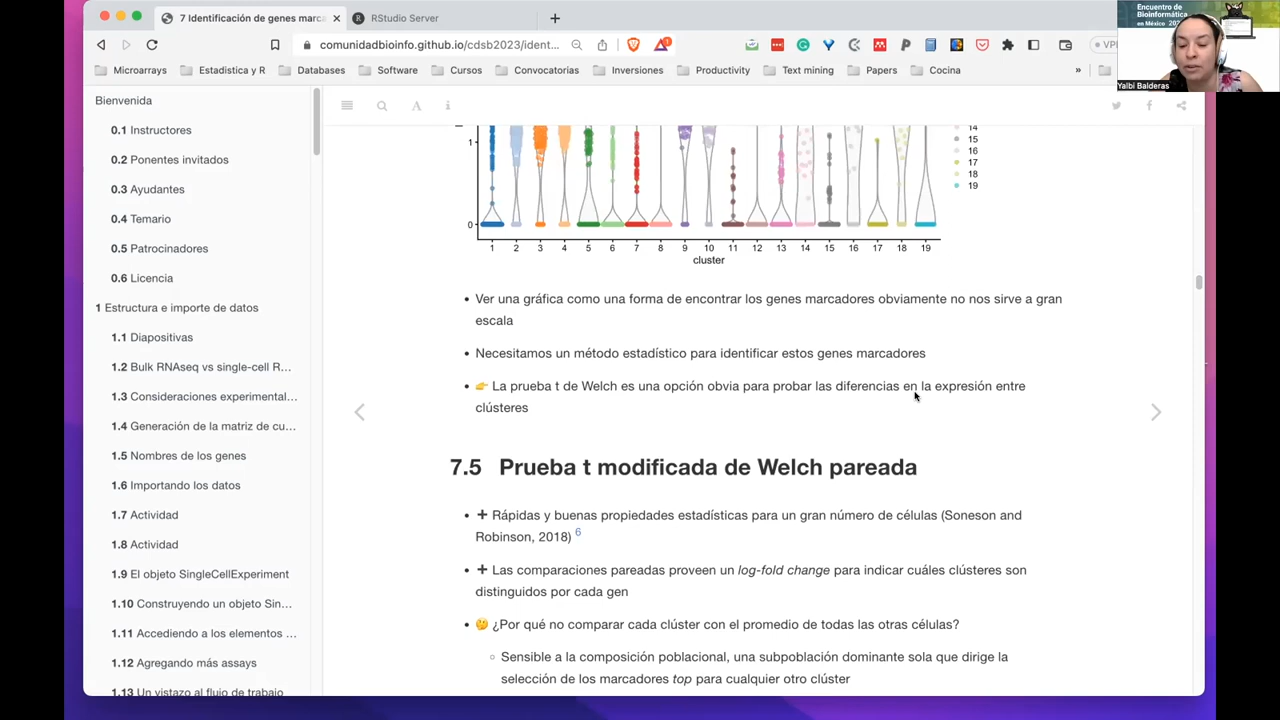 7 Identificación de genes marca
RStudio Server
comunidadbioinfo.github.io/cdsb2023/ident...
VPN
Microarrays
Estadistica y R
Databases
Software
Cursos
Convocatorias
Inversiones
Productivity
Text mining
Papers
Cocina
»
Encuentro de
Bioinformática
en México
Yalbi Balderas
Bienvenida
0.1 Instructores
0.2 Ponentes invitados
0.3 Ayudantes
0.4 Temario
0.5 Patrocinadores
0.6 Licencia
1 Estructura e importe de datos
1.1 Diapositivas
1.2 Bulk RNAseq vs single-cell R…
1.3 Consideraciones experimental…
1.4 Generación de la matriz de cu…
1.5 Nombres de los genes
1.6 Importando los datos
1.7 Actividad
1.8 Actividad
1.9 El objeto SingleCellExperiment
1.10 Construyendo un objeto Sin…
1.11 Accediendo a los elementos …
1.12 Agregando más assays
1.13 Un vistazo al flujo de trabajo
1
0
1 2 3 4 5 6 7 8 9 10 11 12 13 14 15 16 17 18 19
cluster
14
15
16
17
18
19
• Ver una gráfica como una forma de encontrar los genes marcadores obviamente no nos sirve a gran
escala
• Necesitamos un método estadístico para identificar estos genes marcadores
• 👉 La prueba t de Welch es una opción obvia para probar las diferencias en la expresión entre
clústeres
7.5 Prueba t modificada de Welch pareada
• ➕ Rápidas y buenas propiedades estadísticas para un gran número de células (Soneson and
Robinson, 2018) 6
• ➕ Las comparaciones pareadas proveen un log-fold change para indicar cuáles clústeres son
distinguidos por cada gen
• 🤔 ¿Por qué no comparar cada clúster con el promedio de todas las otras células?
○ Sensible a la composición poblacional, una subpoblación dominante sola que dirige la
selección de los marcadores top para cualquier otro clúster